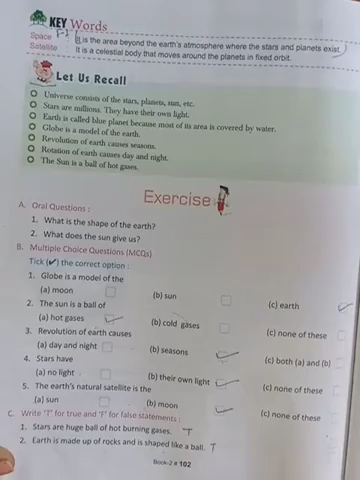 KEY Words
Space It is the area beyond the earth's atmosphere where the stars and planets exist.
Satellite It is a celestial body that moves around the planets in fixed orbit.
Let Us Recall
Universe consists of the stars, planets, sun, etc.
Stars are millions. They have their own light.
Earth is called blue planet because most of its area is covered by water.
Globe is a model of the earth.
Revolution of earth causes seasons.
Rotation of earth causes day and night.
The Sun is a ball of hot gases.
Exercise
A. Oral Questions :
1. What is the shape of the earth?
2. What does the sun give us?
B. Multiple Choice Questions (MCQs)
Tick (✔) the correct option :
1. Globe is a model of the
(a) moon (b) sun (c) earth ✓
2. The sun is a ball of
(a) hot gases ✓ (b) cold gases (c) none of these
3. Revolution of earth causes
(a) day and night (b) seasons ✓ (c) both (a) and (b)
4. Stars have
(a) no light (b) their own light ✓ (c) none of these
5. The earth's natural satellite is the
(a) sun (b) moon ✓ (c) none of these
C. Write 'T' for true and 'F' for false statements :
1. Stars are huge ball of hot burning gases. T
2. Earth is made up of rocks and is shaped like a ball. T
Book-2 # 102